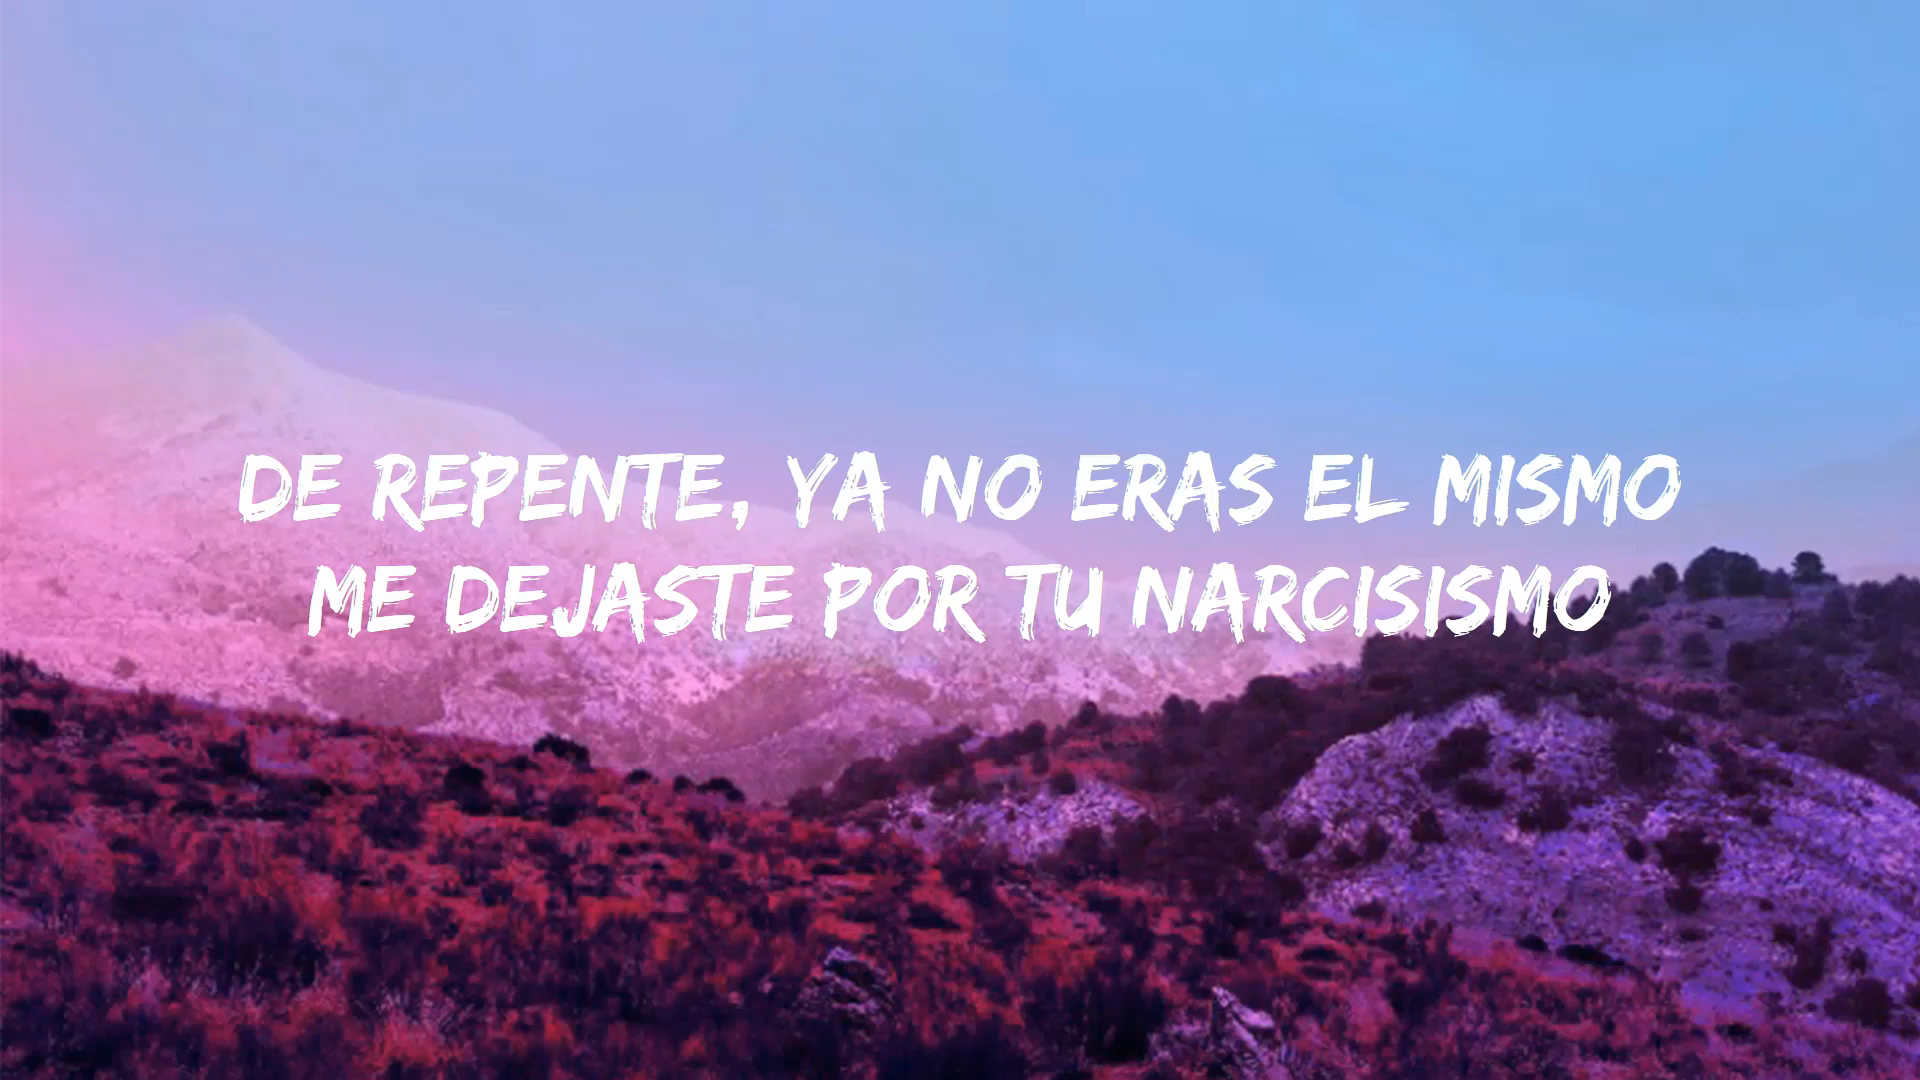 DE REPENTE, YA NO ERAS EL MISMO
ME DEJASTE POR TU NARCISISMO